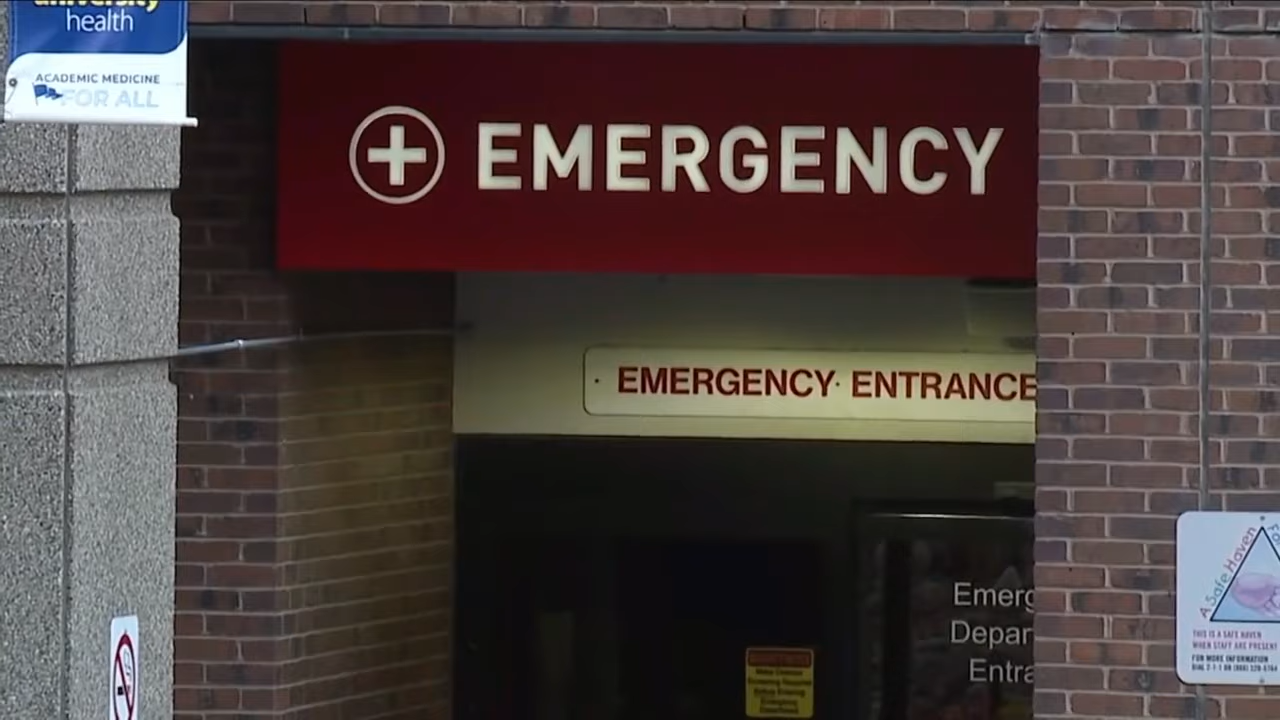 university
health
ACADEMIC MEDICINE
FOR ALL
EMERGENCY
EMERGENCY ENTRANCE
Emerg
Depar
Entra
A Safe Haven
THIS IS A SAFE HAVEN
WHEN STAFF ARE PRESENT
FOR MORE INFORMATION